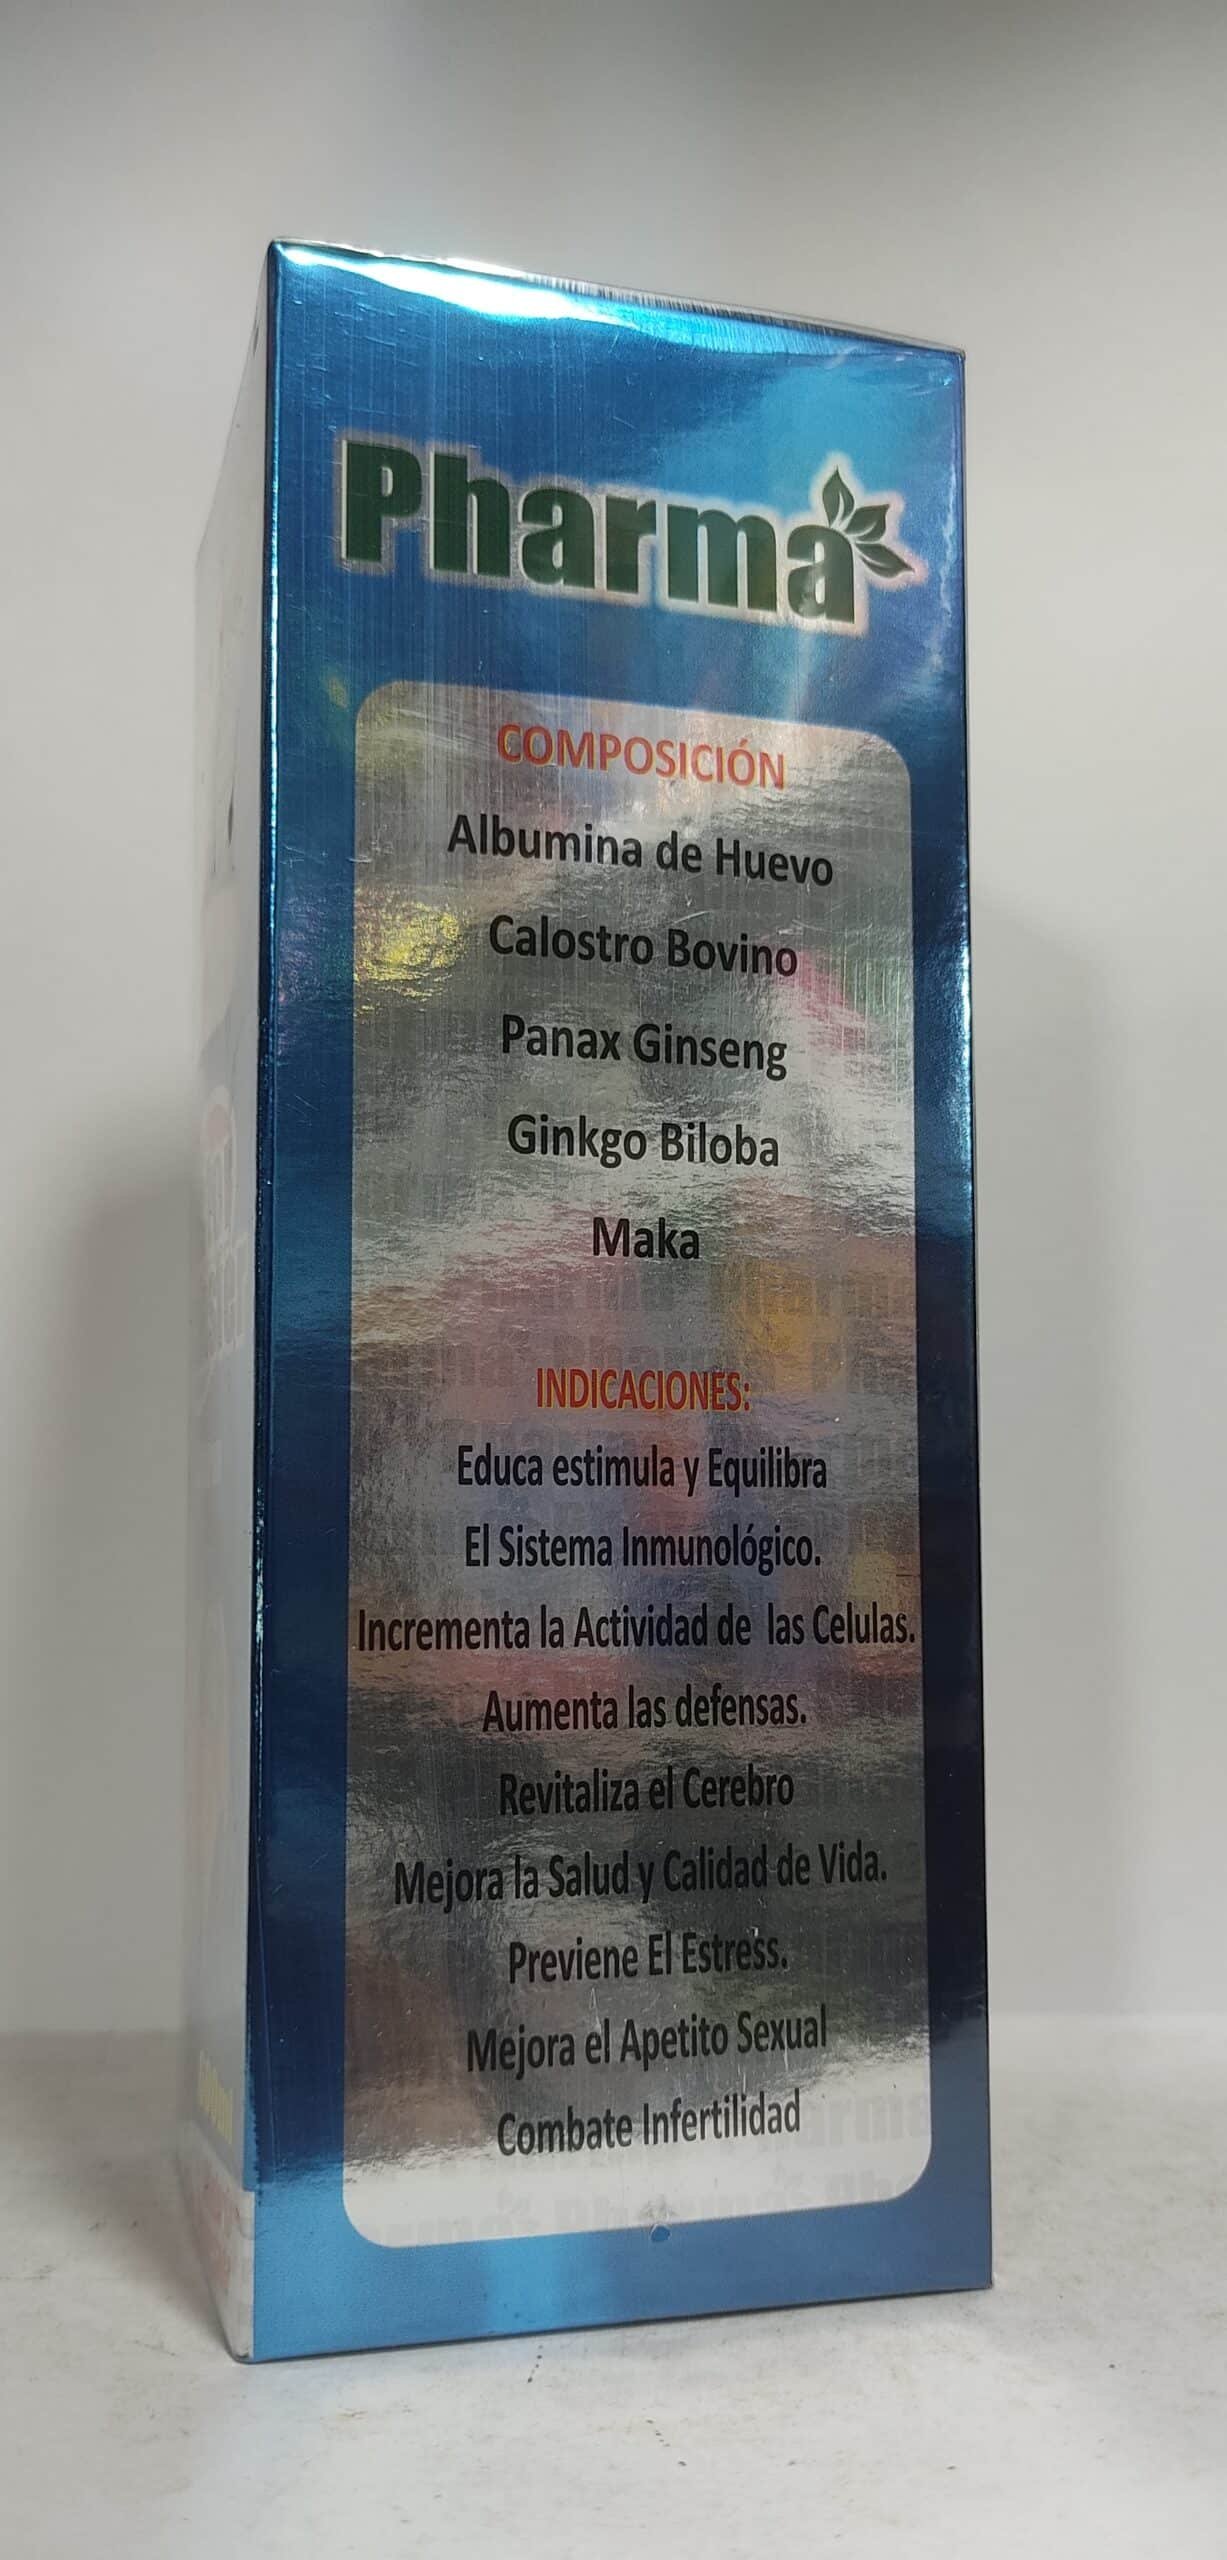 Pharma
COMPOSICIÓN
Albumina de Huevo
Calostro Bovino
Panax Ginseng
Ginkgo Biloba
Maka
INDICACIONES:
Educa estimula y Equilibra
El Sistema Inmunológico.
Incrementa la Actividad de las Celulas.
Aumenta las defensas.
Revitaliza el Cerebro
Mejora la Salud y Calidad de Vida.
Previene El Estress.
Mejora el Apetito Sexual
Combate Infertilidad